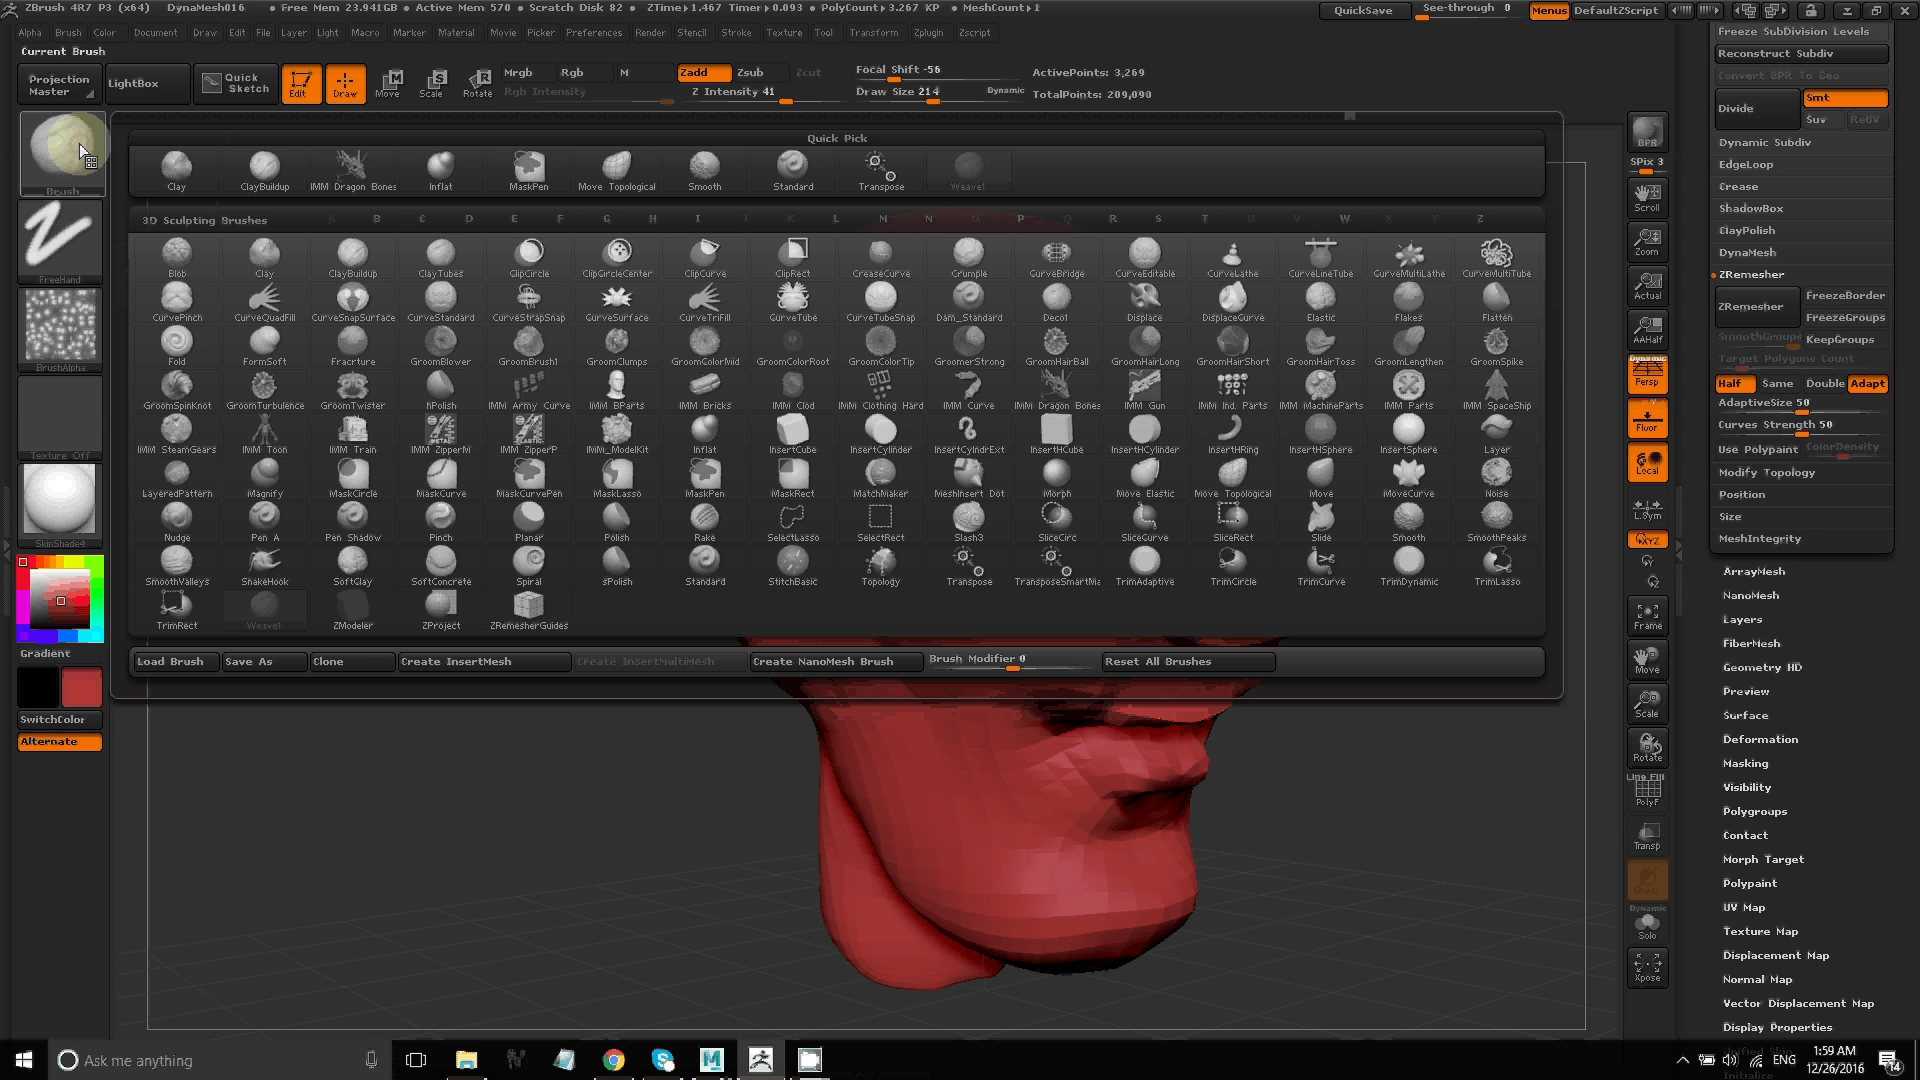 ZBrush 4R7 P3 (x64) DynaMesh016 • Free Mem 23.941GB • Active Mem 570 • Scratch Disk 82 • ZTime▸1.467 Timer▸0.093 • PolyCount▸3.267 KP • MeshCount▸1 QuickSave See-through 0 Menus DefaultZScript
Alpha Brush Color Document Draw Edit File Layer Light Macro Marker Material Movie Picker Preferences Render Stencil Stroke Texture Tool Transform Zplugin Zscript
Current Brush
Projection Master LightBox Quick Sketch Edit Draw Move Scale Rotate
Mrgb Rgb M Zadd Zsub Zcut Focal Shift -56 ActivePoints: 3,269
Rgb Intensity Z Intensity 41 Draw Size 214 Dynamic TotalPoints: 209,090
Brush
FreeHand
BrushAlpha
Texture Off
SkinShade4
Gradient
SwitchColor
Alternate
Quick Pick
Clay ClayBuildup IMM Dragon Bones Inflat MaskPen Move Topological Smooth Standard Transpose Weave1
3D Sculpting Brushes A B C D E F G H I J K L M N O P Q R S T U V W X Y Z
Blob Clay ClayBuildup ClayTubes ClipCircle ClipCircleCenter ClipCurve ClipRect CreaseCurve Crumple CurveBridge CurveEditable CurveLathe CurveLineTube CurveMultiLathe CurveMultiTube
CurvePinch CurveQuadFill CurveSnapSurface CurveStandard CurveStrapSnap CurveSurface CurveTriFill CurveTube CurveTubeSnap Dam_Standard Deco1 Displace DisplaceCurve Elastic Flakes Flatten
Fold FormSoft Fracrture GroomBlower GroomBrush1 GroomClumps GroomColorMid GroomColorRoot GroomColorTip GroomerStrong GroomHairBall GroomHairLong GroomHairShort GroomHairToss GroomLengthen GroomSpike
GroomSpinKnot GroomTurbulence GroomTwister hPolish IMM Army Curve IMM BParts IMM Bricks IMM Clod IMM Clothing Hard IMM Curve IMM Dragon Bones IMM Gun IMM Ind. Parts IMM MachineParts IMM Parts IMM SpaceShip
IMM SteamGears IMM Toon IMM Train IMM ZipperM IMM ZipperP IMM_ModelKit Inflat InsertCube InsertCylinder InsertCylndrExt InsertHCube InsertHCylinder InsertHRing InsertHSphere InsertSphere Layer
LayeredPattern Magnify MaskCircle MaskCurve MaskCurvePen MaskLasso MaskPen MaskRect MatchMaker MeshInsert Dot Morph Move Elastic Move Topological Move MoveCurve Noise
Nudge Pen A Pen Shadow Pinch Planar Polish Rake SelectLasso SelectRect Slash3 SliceCirc SliceCurve SliceRect Slide Smooth SmoothPeaks
SmoothValleys SnakeHook SoftClay SoftConcrete Spiral sPolish Standard StitchBasic Topology Transpose TransposeSmartMa TrimAdaptive TrimCircle TrimCurve TrimDynamic TrimLasso
TrimRect Weave1 ZModeler ZProject ZRemesherGuides
Load Brush Save As Clone Create InsertMesh Create InsertMultiMesh Create NanoMesh Brush Brush Modifier 0 Reset All Brushes
BPR
SPix 3
Scroll
Zoom
Actual
AAHalf
Dynamic
Persp
Floor
Local
L.Sym
XYZ
Frame
Move
Scale
Rotate
Line Fill
PolyF
Transp
Dynamic
Solo
Xpose
Freeze SubDivision Levels
Reconstruct Subdiv
Convert BPR To Geo
Divide Smt
Suv ReUV
Dynamic Subdiv
EdgeLoop
Crease
ShadowBox
ClayPolish
DynaMesh
ZRemesher
ZRemesher FreezeBorder
FreezeGroups
SmoothGroups KeepGroups
Target Polygons Count
Half Same Double Adapt
AdaptiveSize 50
Curves Strength 50
Use Polypaint ColorDensity
Modify Topology
Position
Size
MeshIntegrity
ArrayMesh
NanoMesh
Layers
FiberMesh
Geometry HD
Preview
Surface
Deformation
Masking
Visibility
Polygroups
Contact
Morph Target
Polypaint
UV Map
Texture Map
Displacement Map
Normal Map
Vector Displacement Map
Display Properties
Initialize
Ask me anything
ENG 1:59 AM
12/26/2016
14